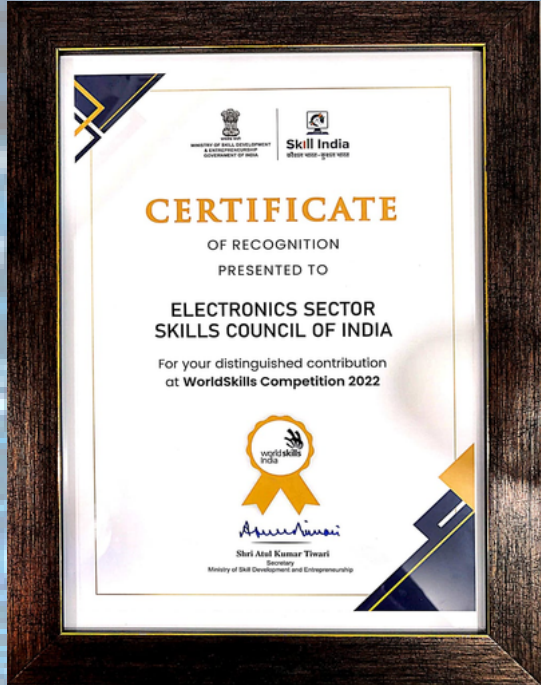 MINISTRY OF SKILL DEVELOPMENT
& ENTREPRENEURSHIP
GOVERNMENT OF INDIA
Skill India
कौशल भारत-कुशल भारत
CERTIFICATE
OF RECOGNITION
PRESENTED TO
ELECTRONICS SECTOR
SKILLS COUNCIL OF INDIA
For your distinguished contribution
at WorldSkills Competition 2022
worldskills
India
Shri Atul Kumar Tiwari
Secretary
Ministry of Skill Development and Entrepreneurship